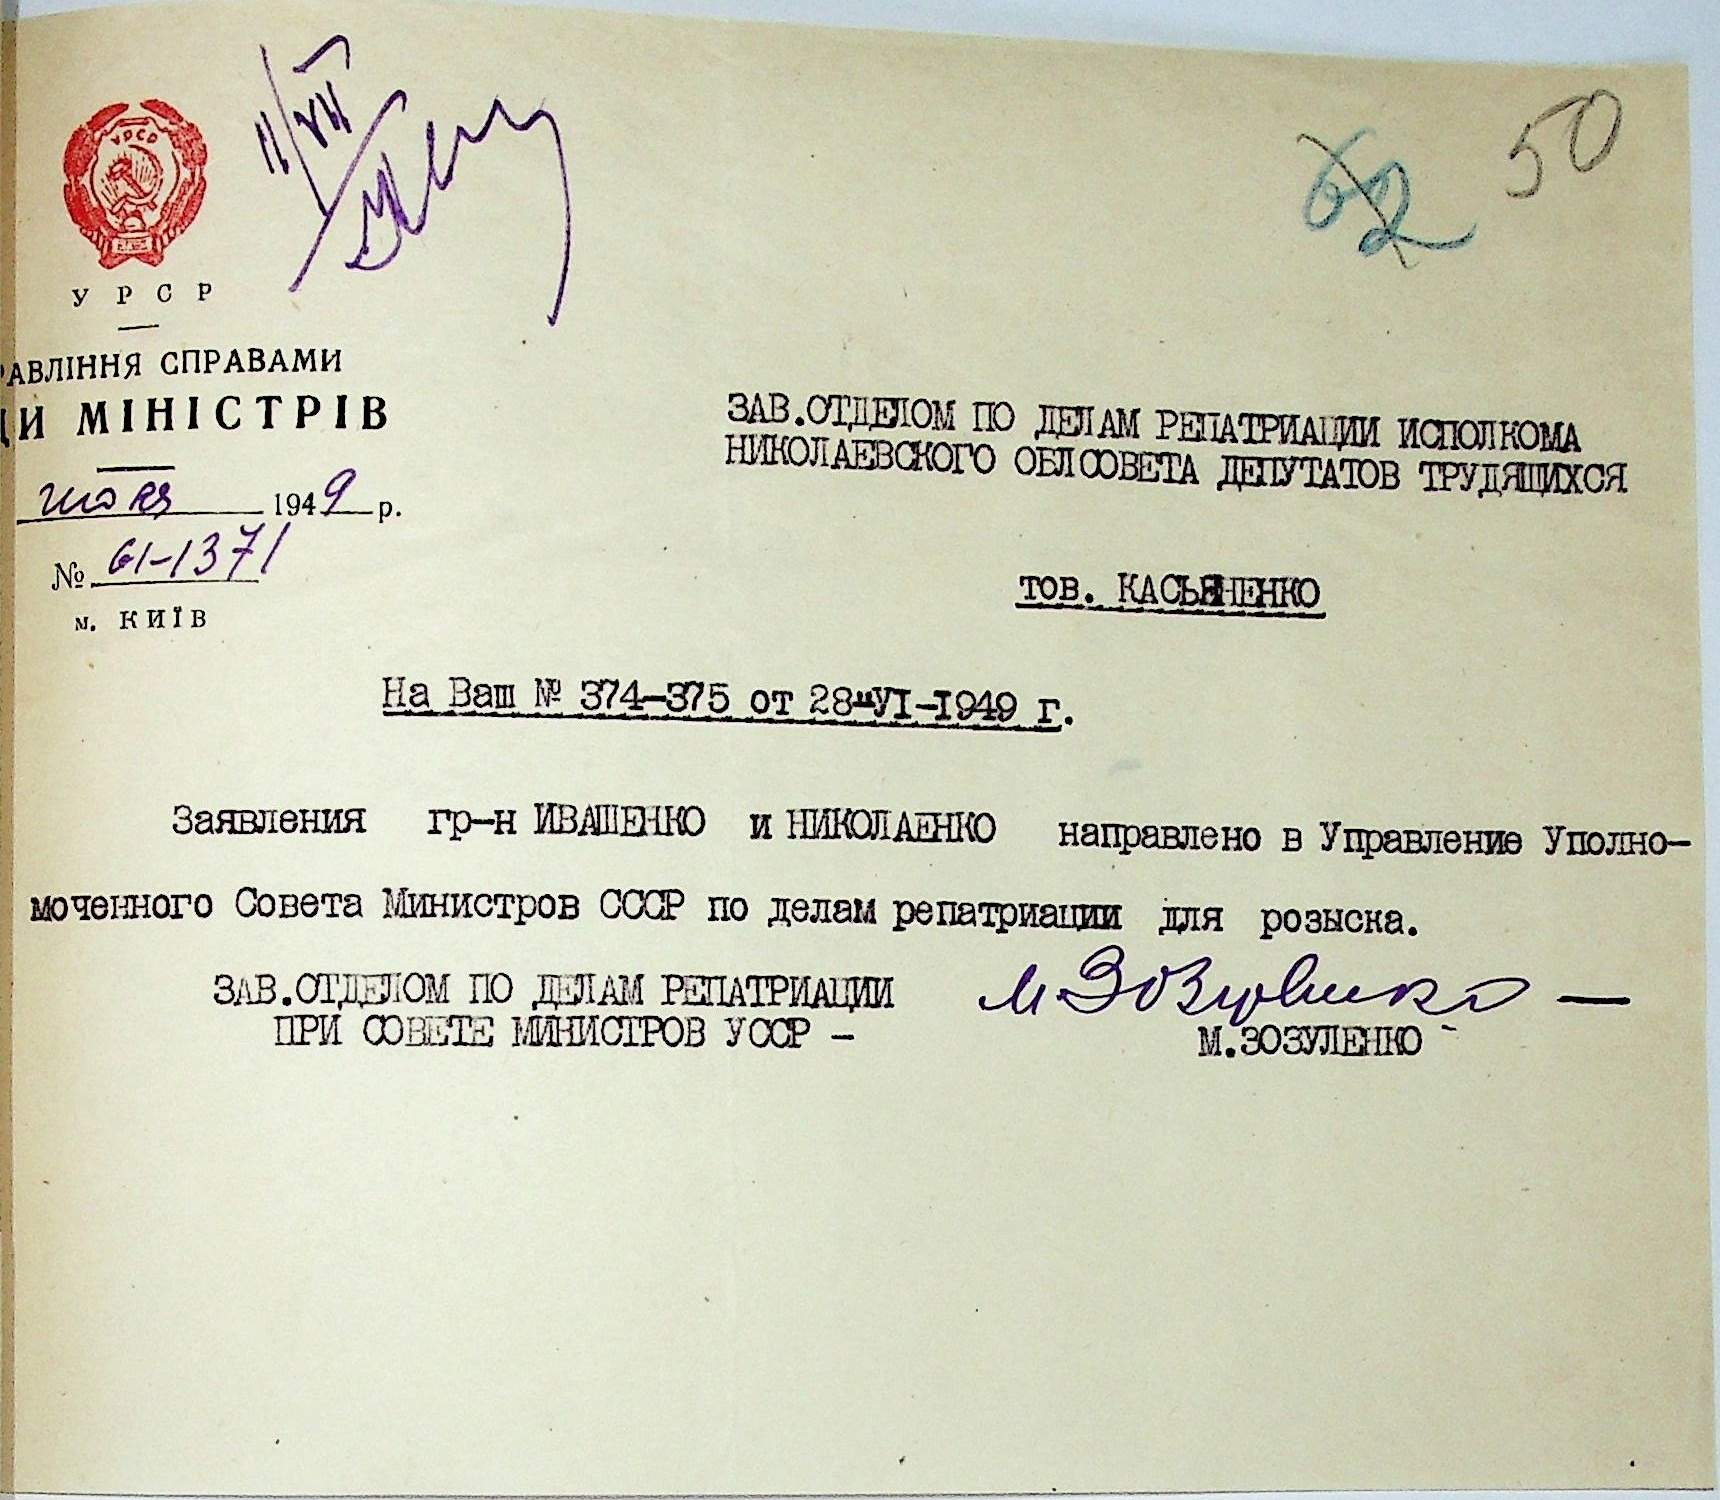 11/VII
62 50
УРСР
У Р С Р
РАВЛІННЯ СПРАВАМИ
ДИ МІНІСТРІВ
июля 1949 р.
№ 61-1371
м. КИЇВ
ЗАВ.ОТДЕЛОМ ПО ДЕЛАМ РЕПАТРИАЦИИ ИСПОЛКОМА
НИКОЛАЕВСКОГО ОБЛСОВЕТА ДЕПУТАТОВ ТРУДЯЩИХСЯ
тов. КАСЬЯНЕНКО
На Ваш № 374-375 от 28-VI-1949 г.
Заявления гр-н ИВАШЕНКО и НИКОЛАЕНКО направлено в Управление Уполно-
моченного Совета Министров СССР по делам репатриации для розыска.
ЗАВ.ОТДЕЛОМ ПО ДЕЛАМ РЕПАТРИАЦИИ М.Зозуленко —
ПРИ СОВЕТЕ МИНИСТРОВ УССР – М.ЗОЗУЛЕНКО -